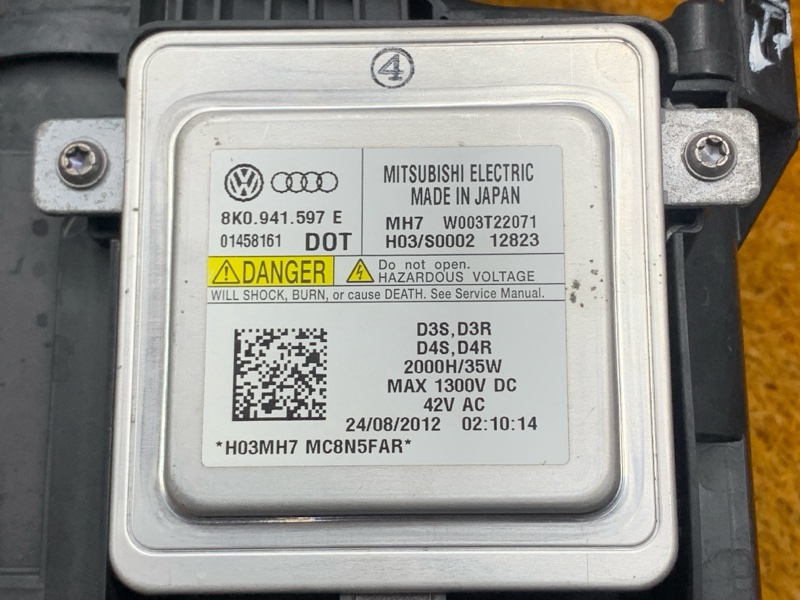 4
8K0.941.597 E
01458161 DOT
MITSUBISHI ELECTRIC
MADE IN JAPAN
MH7 W003T22071
H03/S0002 12823
DANGER
Do not open.
HAZARDOUS VOLTAGE
WILL SHOCK, BURN, or cause DEATH. See Service Manual.
D3S,D3R
D4S,D4R
2000H/35W
MAX 1300V DC
42V AC
24/08/2012 02:10:14
*H03MH7 MC8N5FAR*